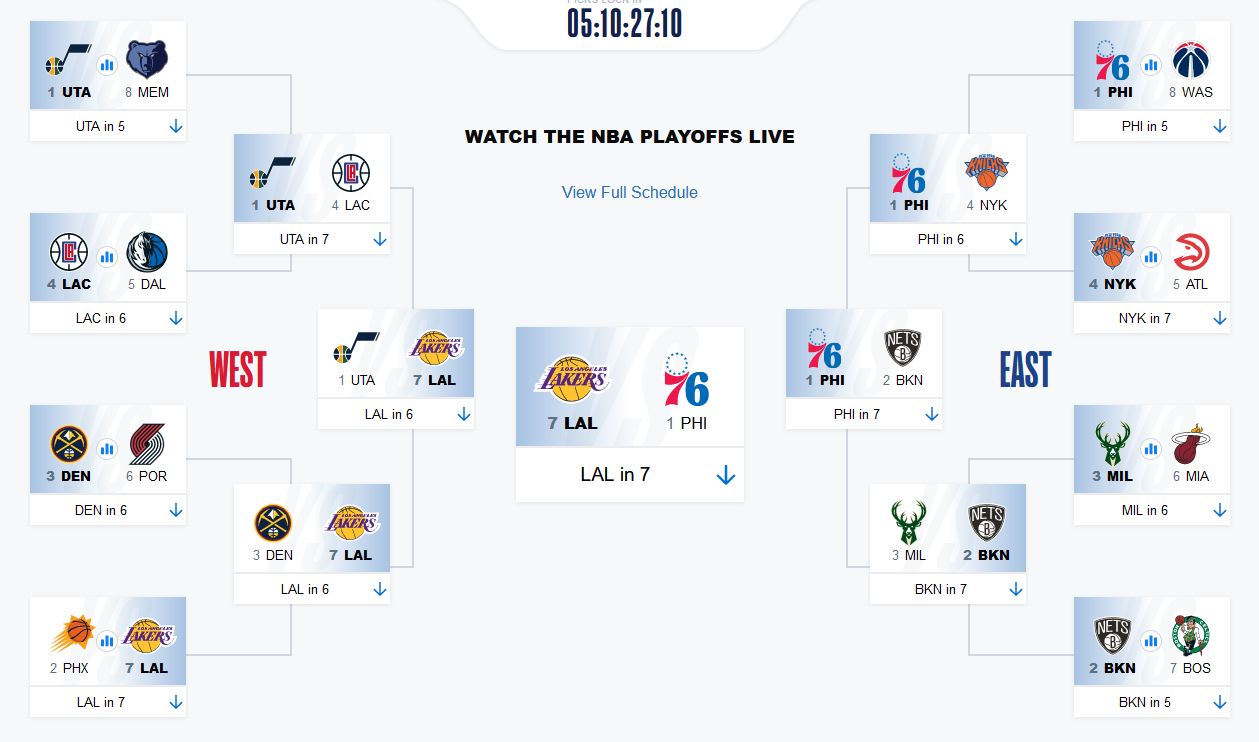 PICKS LOCK IN
05:10:27:10
WATCH THE NBA PLAYOFFS LIVE
View Full Schedule
WEST
1 UTA 8 MEM
UTA in 5
4 LAC 5 DAL
LAC in 6
3 DEN 6 POR
DEN in 6
2 PHX 7 LAL
LAL in 7
1 UTA 4 LAC
UTA in 7
3 DEN 7 LAL
LAL in 6
1 UTA 7 LAL
LAL in 6
7 LAL 1 PHI
LAL in 7
EAST
1 PHI 2 BKN
PHI in 7
1 PHI 4 NYK
PHI in 6
3 MIL 2 BKN
BKN in 7
1 PHI 8 WAS
PHI in 5
4 NYK 5 ATL
NYK in 7
3 MIL 6 MIA
MIL in 6
2 BKN 7 BOS
BKN in 5